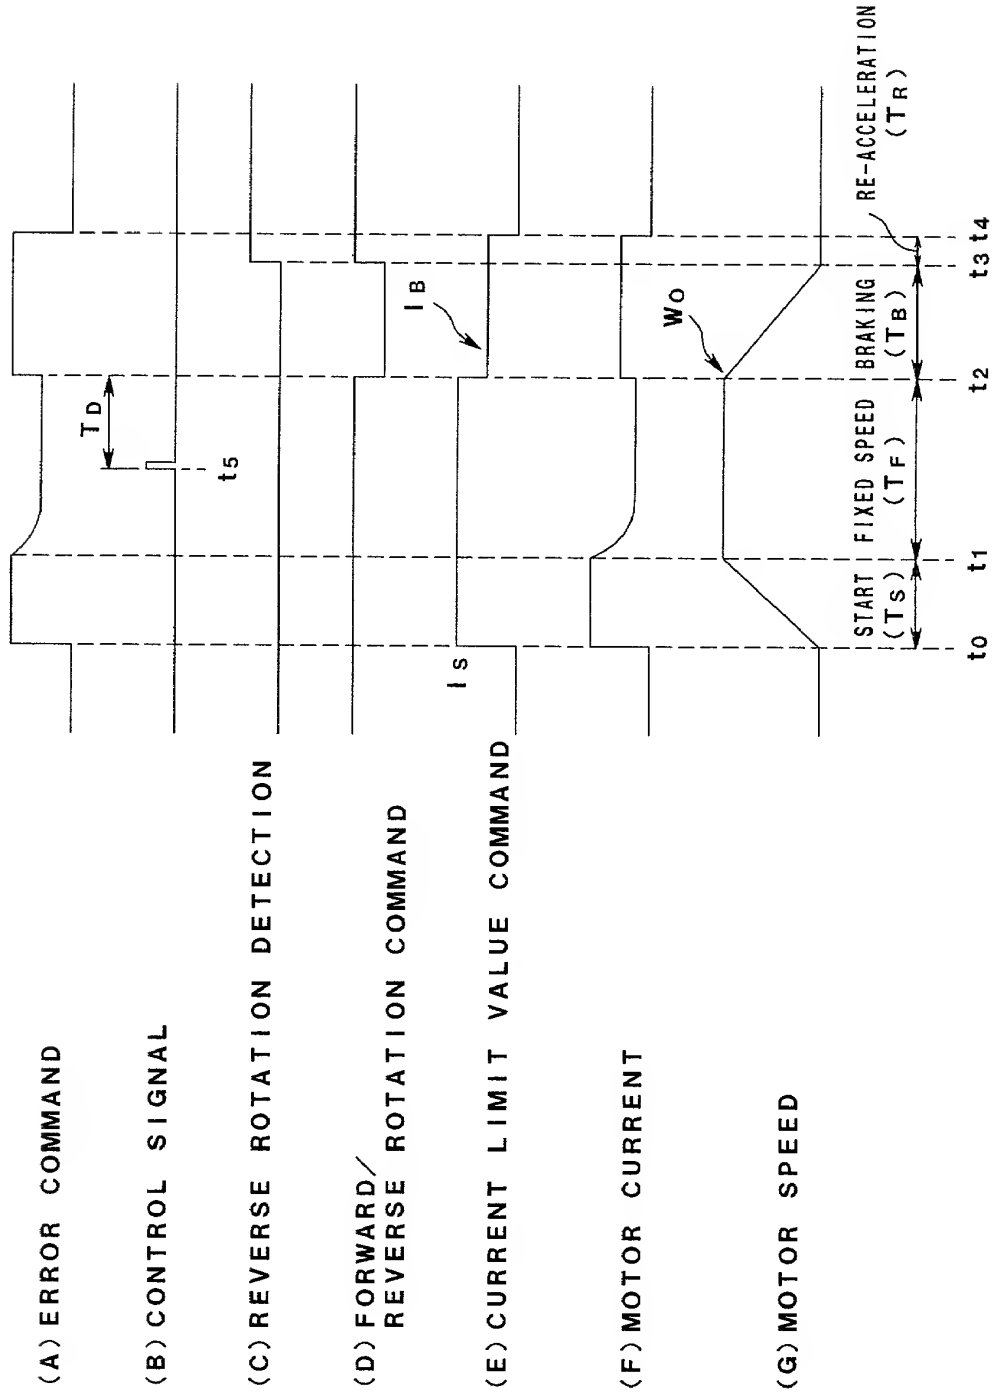 (A) ERROR COMMAND
(B) CONTROL SIGNAL
TD
t5
(C) REVERSE ROTATION DETECTION
(D) FORWARD/
REVERSE ROTATION COMMAND
(E) CURRENT LIMIT VALUE COMMAND
IS
IB
(F) MOTOR CURRENT
(G) MOTOR SPEED
WO
START
(TS)
FIXED SPEED
(TF)
BRAKING
(TB)
RE-ACCELERATION
(TR)
t0
t1
t2
t3
t4